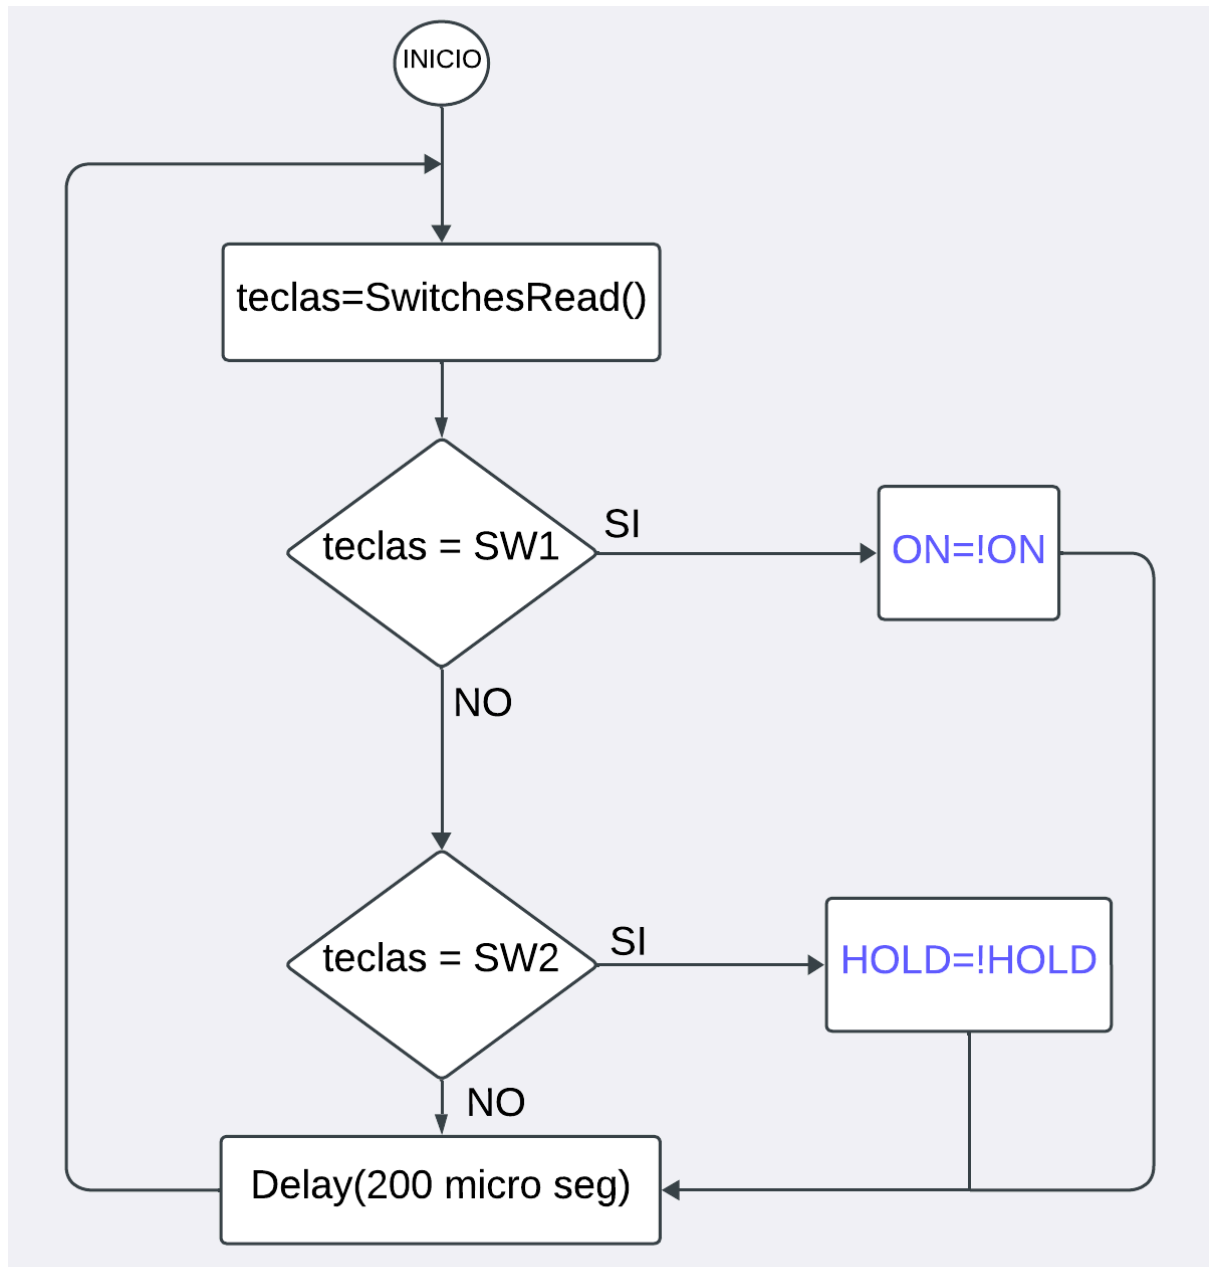 INICIO
teclas=SwitchesRead()
teclas = SW1
SI
ON=!ON
NO
teclas = SW2
SI
HOLD=!HOLD
NO
Delay(200 micro seg)